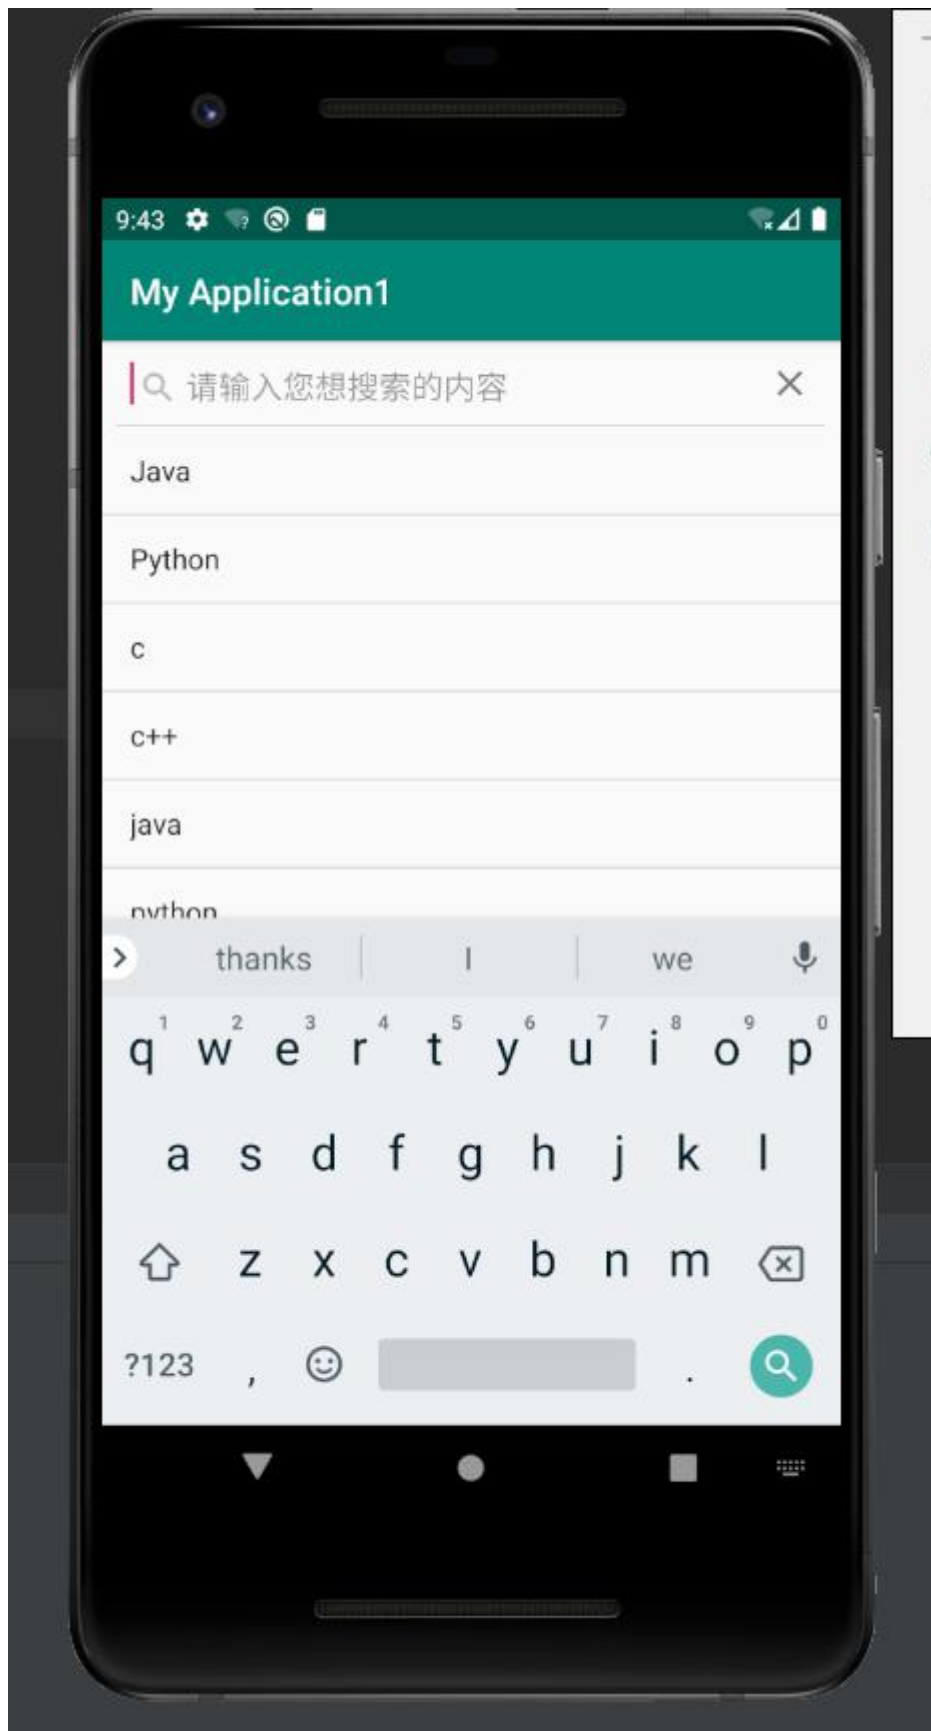 9:43
My Application1
请输入您想搜索的内容
Java
Python
c
c++
java
python
thanks I we
1 2 3 4 5 6 7 8 9 0
q w e r t y u i o p
a s d f g h j k l
z x c v b n m
?123 , .